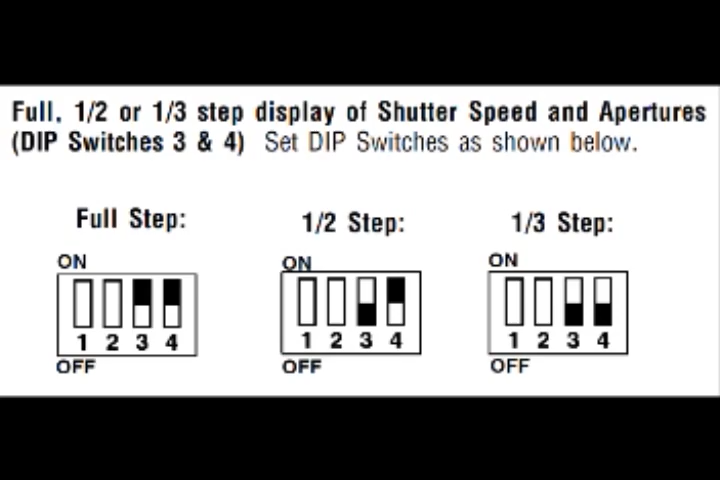 Full, 1/2 or 1/3 step display of Shutter Speed and Apertures
(DIP Switches 3 & 4) Set DIP Switches as shown below.
Full Step: 1/2 Step: 1/3 Step:
ON ON ON
1 2 3 4 1 2 3 4 1 2 3 4
OFF OFF OFF